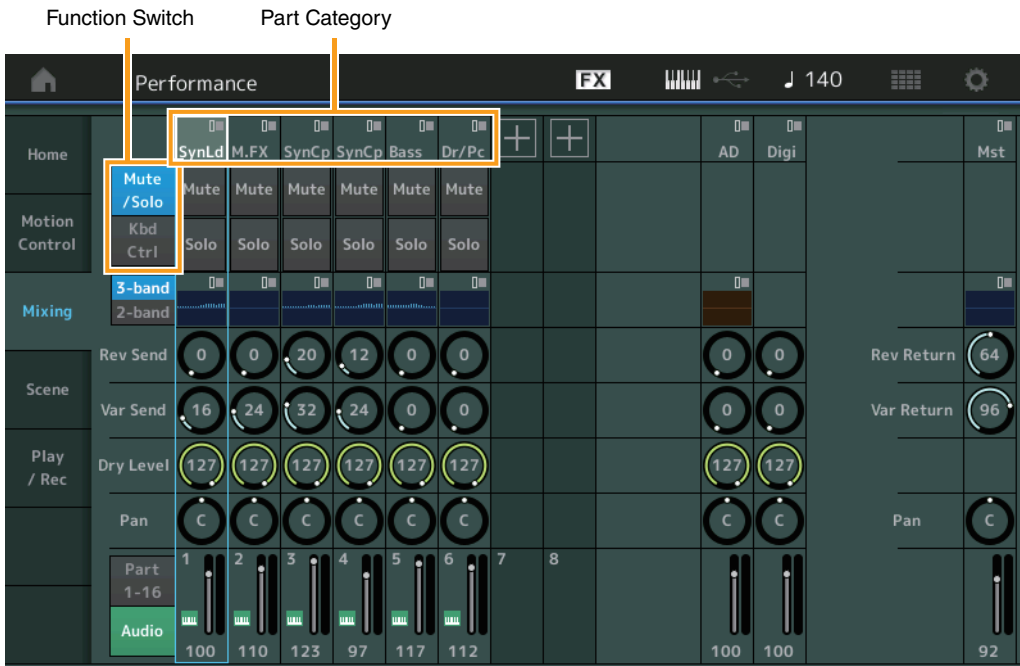 Function Switch Part Category
Performance FX 140
Home SynLd M.FX SynCp SynCp Bass Dr/Pc AD Digi Mst
Mute
/Solo
Mute Mute Mute Mute Mute Mute
Motion
Control
Kbd
Ctrl
Solo Solo Solo Solo Solo Solo
Mixing
3-band
2-band
Rev Send 0 0 20 12 0 0 0 0 Rev Return 64
Scene
Var Send 16 24 32 24 0 0 0 0 Var Return 96
Play
/ Rec
Dry Level 127 127 127 127 127 127 127 127
Pan C C C C C C C C Pan C
Part
1-16
1 2 3 4 5 6 7 8
Audio
100 110 123 97 117 112 100 100 92